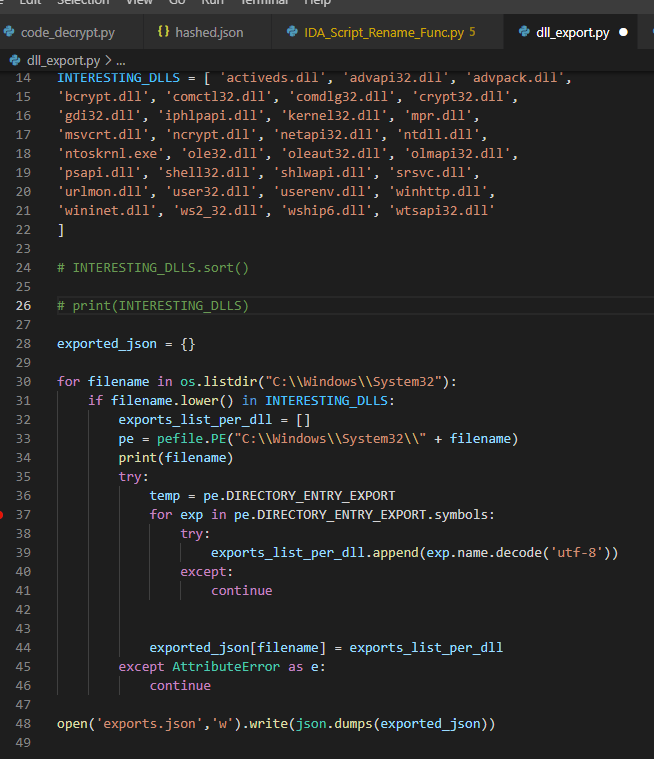 Edit Selection View Go Run Terminal Help
code_decrypt.py {} hashed.json IDA_Script_Rename_Func.py 5 dll_export.py
dll_export.py > ...
14 INTERESTING_DLLS = [ 'activeds.dll', 'advapi32.dll', 'advpack.dll',
15 'bcrypt.dll', 'comctl32.dll', 'comdlg32.dll', 'crypt32.dll',
16 'gdi32.dll', 'iphlpapi.dll', 'kernel32.dll', 'mpr.dll',
17 'msvcrt.dll', 'ncrypt.dll', 'netapi32.dll', 'ntdll.dll',
18 'ntoskrnl.exe', 'ole32.dll', 'oleaut32.dll', 'olmapi32.dll',
19 'psapi.dll', 'shell32.dll', 'shlwapi.dll', 'srsvc.dll',
20 'urlmon.dll', 'user32.dll', 'userenv.dll', 'winhttp.dll',
21 'wininet.dll', 'ws2_32.dll', 'wship6.dll', 'wtsapi32.dll'
22 ]
23
24 # INTERESTING_DLLS.sort()
25
26 # print(INTERESTING_DLLS)
27
28 exported_json = {}
29
30 for filename in os.listdir("C:\\Windows\\System32"):
31 if filename.lower() in INTERESTING_DLLS:
32 exports_list_per_dll = []
33 pe = pefile.PE("C:\\Windows\\System32\\" + filename)
34 print(filename)
35 try:
36 temp = pe.DIRECTORY_ENTRY_EXPORT
37 for exp in pe.DIRECTORY_ENTRY_EXPORT.symbols:
38 try:
39 exports_list_per_dll.append(exp.name.decode('utf-8'))
40 except:
41 continue
42
43
44 exported_json[filename] = exports_list_per_dll
45 except AttributeError as e:
46 continue
47
48 open('exports.json','w').write(json.dumps(exported_json))
49